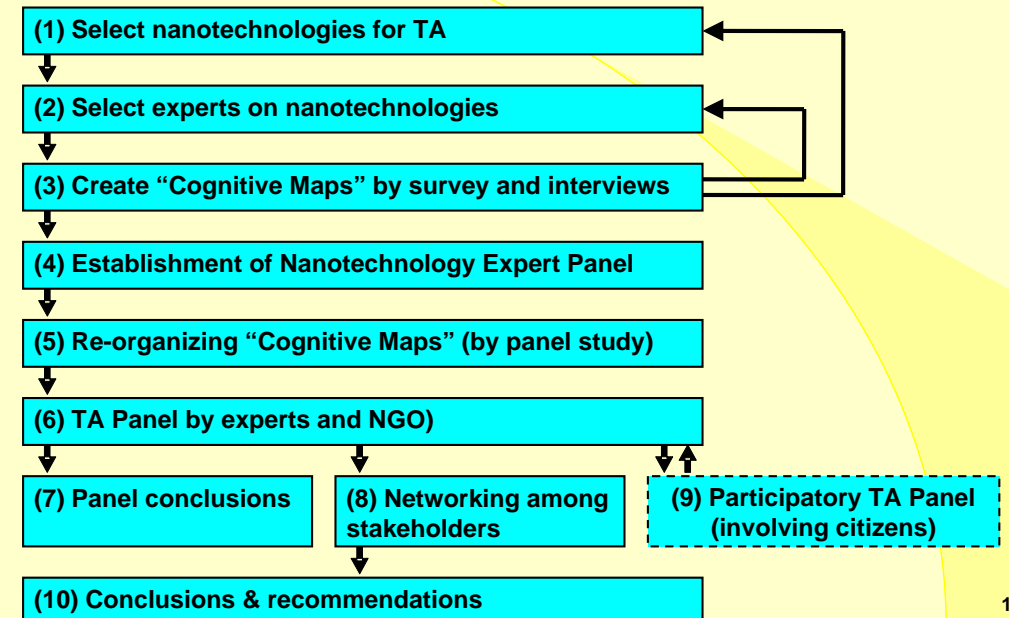 (1) Select nanotechnologies for TA
(2) Select experts on nanotechnologies
(3) Create “Cognitive Maps” by survey and interviews
(4) Establishment of Nanotechnology Expert Panel
(5) Re-organizing “Cognitive Maps” (by panel study)
(6) TA Panel by experts and NGO)
(7) Panel conclusions
(8) Networking among
stakeholders
(9) Participatory TA Panel
(involving citizens)
(10) Conclusions & recommendations
1